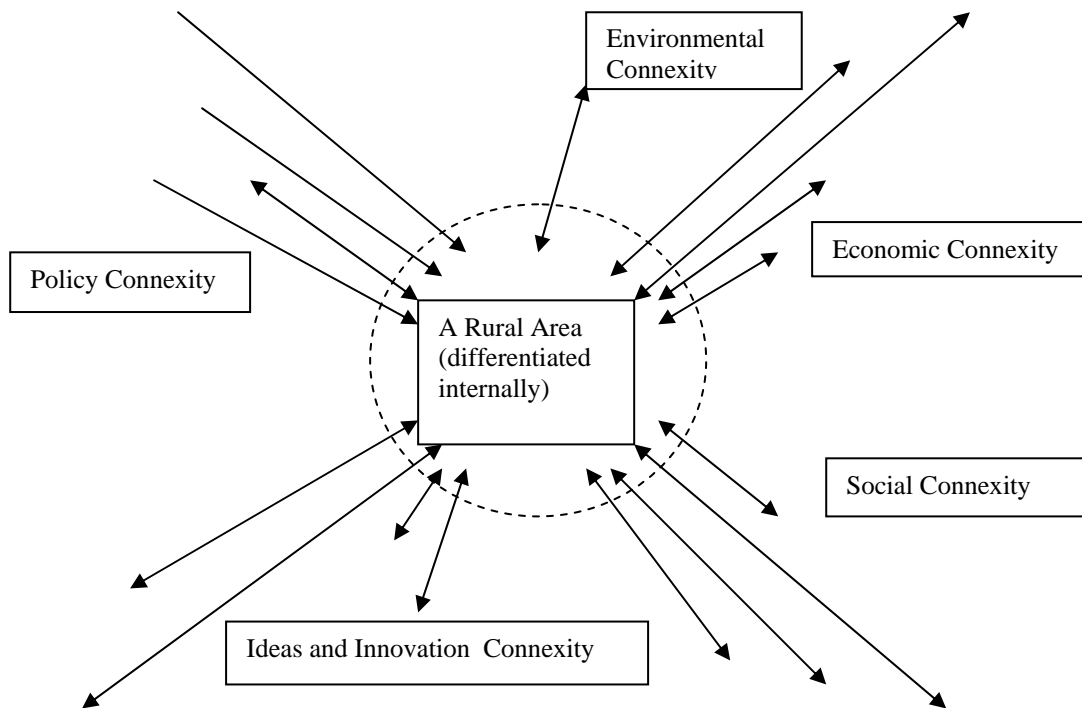 Environmental
Connexity
Policy Connexity
Economic Connexity
A Rural Area
(differentiated
internally)
Social Connexity
Ideas and Innovation  Connexity